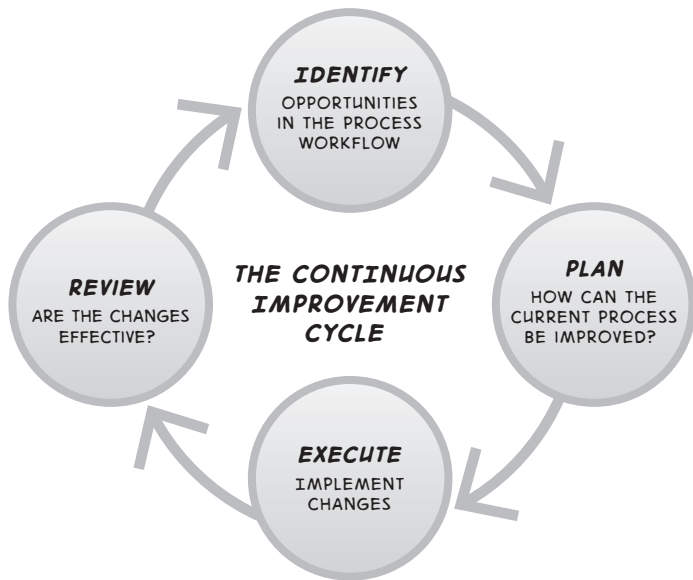 IDENTIFY
OPPORTUNITIES
IN THE PROCESS
WORKFLOW
PLAN
HOW CAN THE
CURRENT PROCESS
BE IMPROVED?
EXECUTE
IMPLEMENT
CHANGES
REVIEW
ARE THE CHANGES
EFFECTIVE?
THE CONTINUOUS
IMPROVEMENT
CYCLE